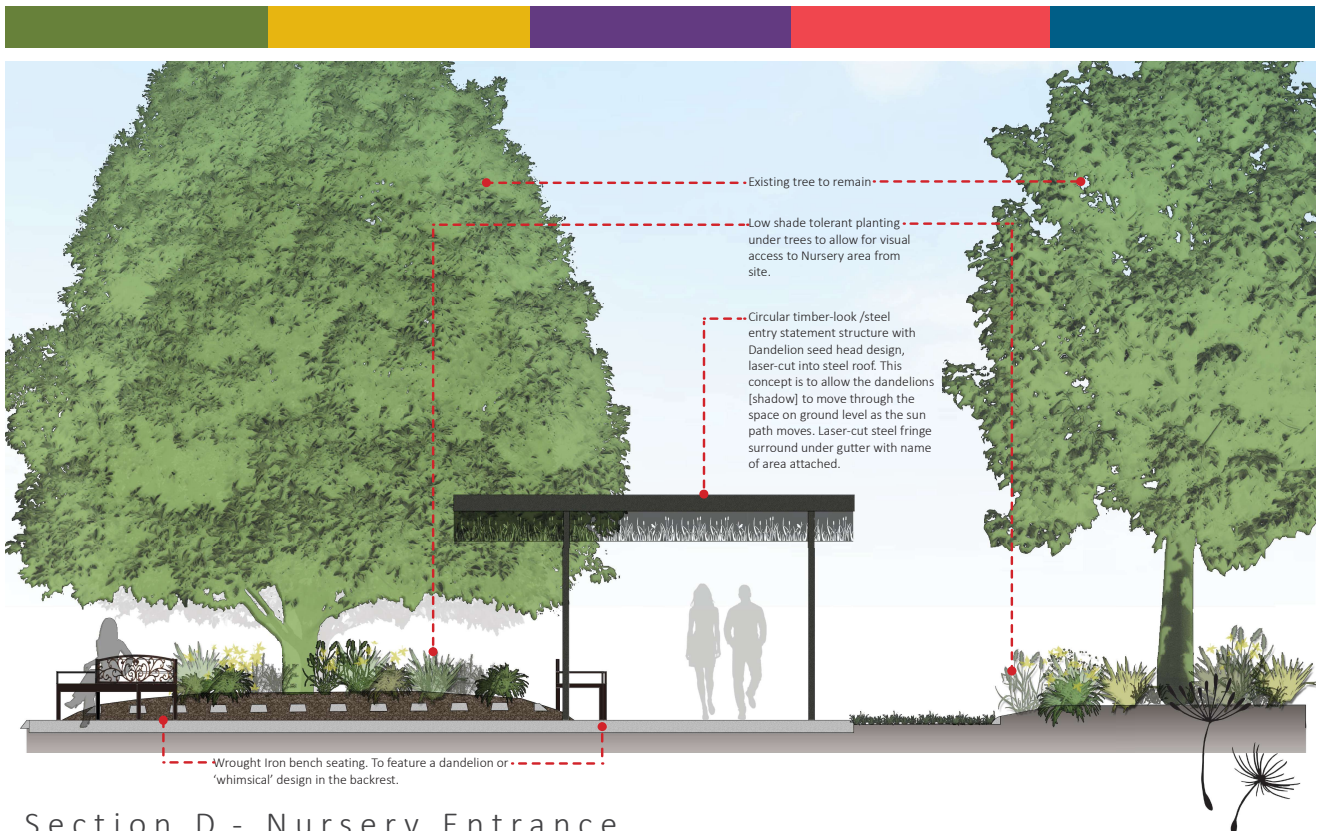 Existing tree to remain
Low shade tolerant planting
under trees to allow for visual
access to Nursery area from
site.
Circular timber-look /steel
entry statement structure with
Dandelion seed head design,
laser-cut into steel roof. This
concept is to allow the dandelions
[shadow] to move through the
space on ground level as the sun
path moves. Laser-cut steel fringe
surround under gutter with name
of area attached.
Wrought Iron bench seating. To feature a dandelion or
‘whimsical’ design in the backrest.
Section D - Nursery Entrance